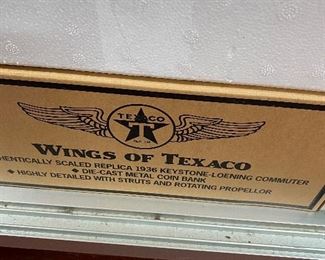 TEXACO
T
WINGS OF TEXACO
HENTICALLY SCALED REPLICA 1936 KEYSTONE-LOENING COMMUTER
◆ DIE-CAST METAL COIN BANK
◆ HIGHLY DETAILED WITH STRUTS AND ROTATING PROPELLOR